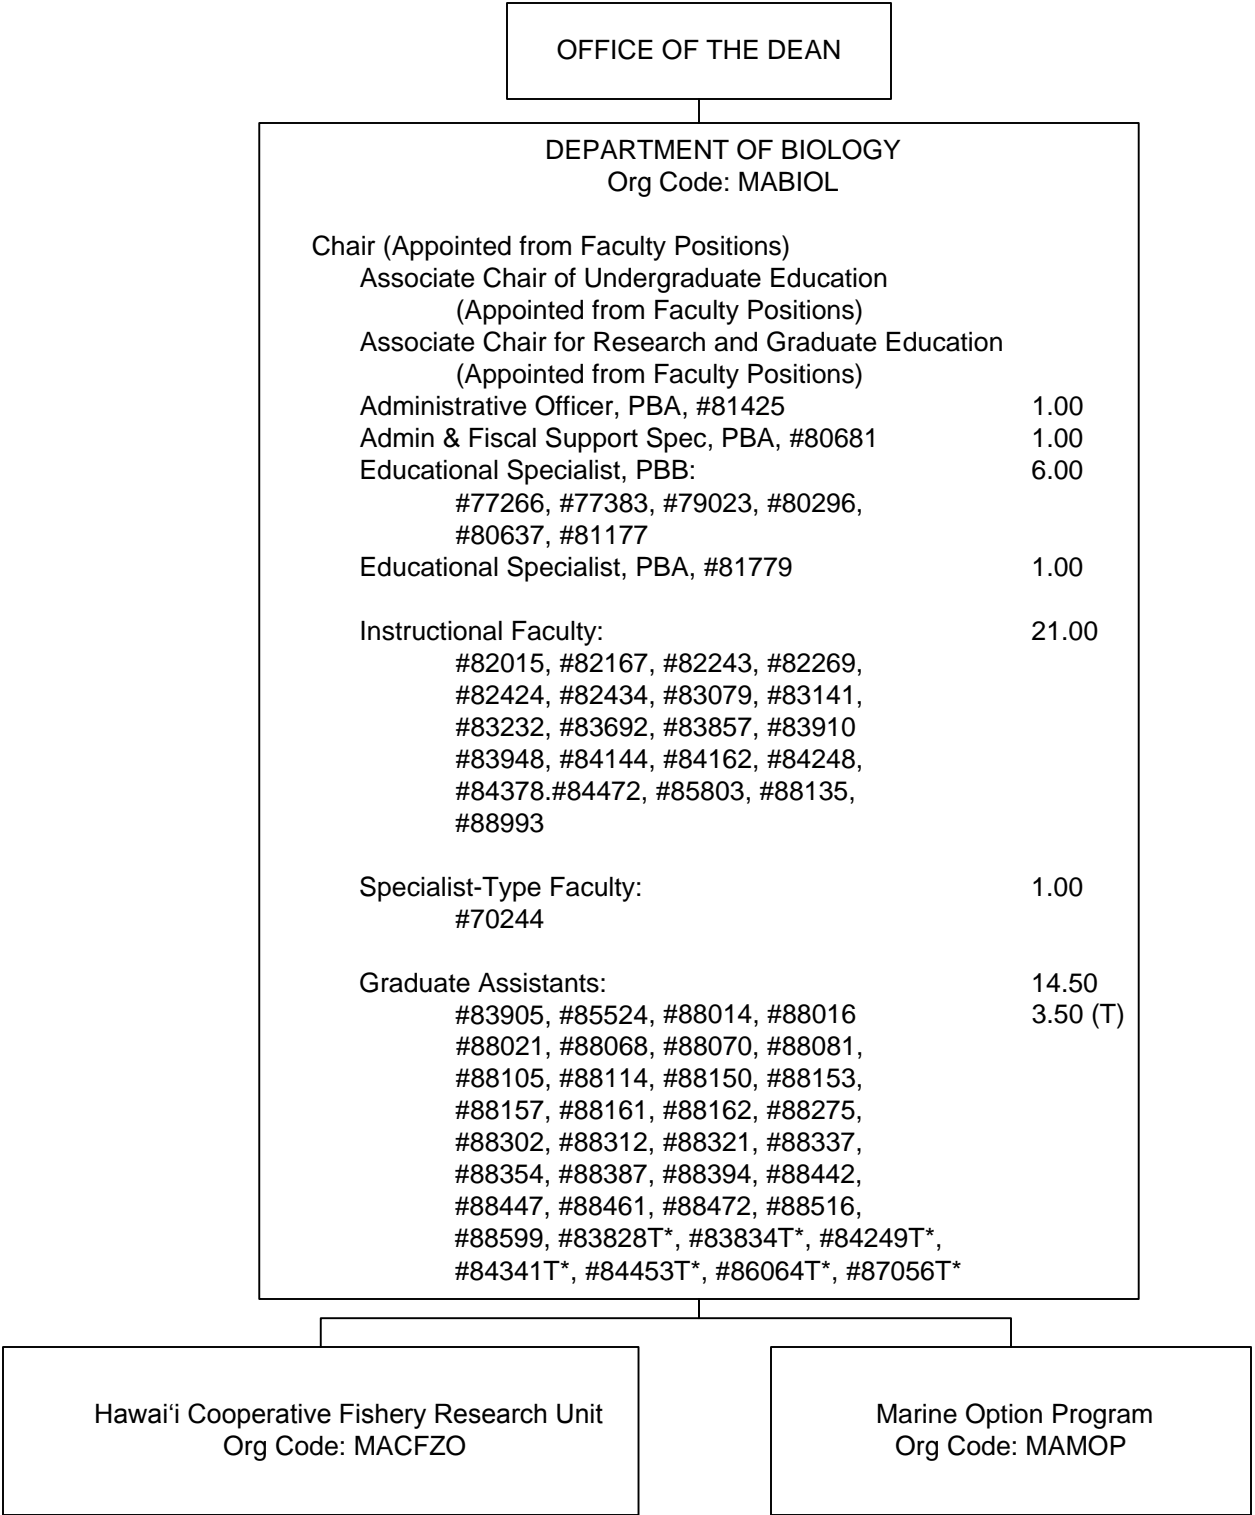 OFFICE OF THE DEAN
DEPARTMENT OF BIOLOGY
Org Code: MABIOL
Chair (Appointed from Faculty Positions)
Associate Chair of Undergraduate Education
(Appointed from Faculty Positions)
Associate Chair for Research and Graduate Education
(Appointed from Faculty Positions)
Administrative Officer, PBA, #81425 1.00
Admin & Fiscal Support Spec, PBA, #80681 1.00
Educational Specialist, PBB: 6.00
#77266, #77383, #79023, #80296,
#80637, #81177
Educational Specialist, PBA, #81779 1.00
Instructional Faculty: 21.00
#82015, #82167, #82243, #82269,
#82424, #82434, #83079, #83141,
#83232, #83692, #83857, #83910
#83948, #84144, #84162, #84248,
#84378.#84472, #85803, #88135,
#88993
Specialist-Type Faculty: 1.00
#70244
Graduate Assistants: 14.50
#83905, #85524, #88014, #88016 3.50 (T)
#88021, #88068, #88070, #88081,
#88105, #88114, #88150, #88153,
#88157, #88161, #88162, #88275,
#88302, #88312, #88321, #88337,
#88354, #88387, #88394, #88442,
#88447, #88461, #88472, #88516,
#88599, #83828T*, #83834T*, #84249T*,
#84341T*, #84453T*, #86064T*, #87056T*
Hawai‘i Cooperative Fishery Research Unit
Org Code: MACFZO
Marine Option Program
Org Code: MAMOP